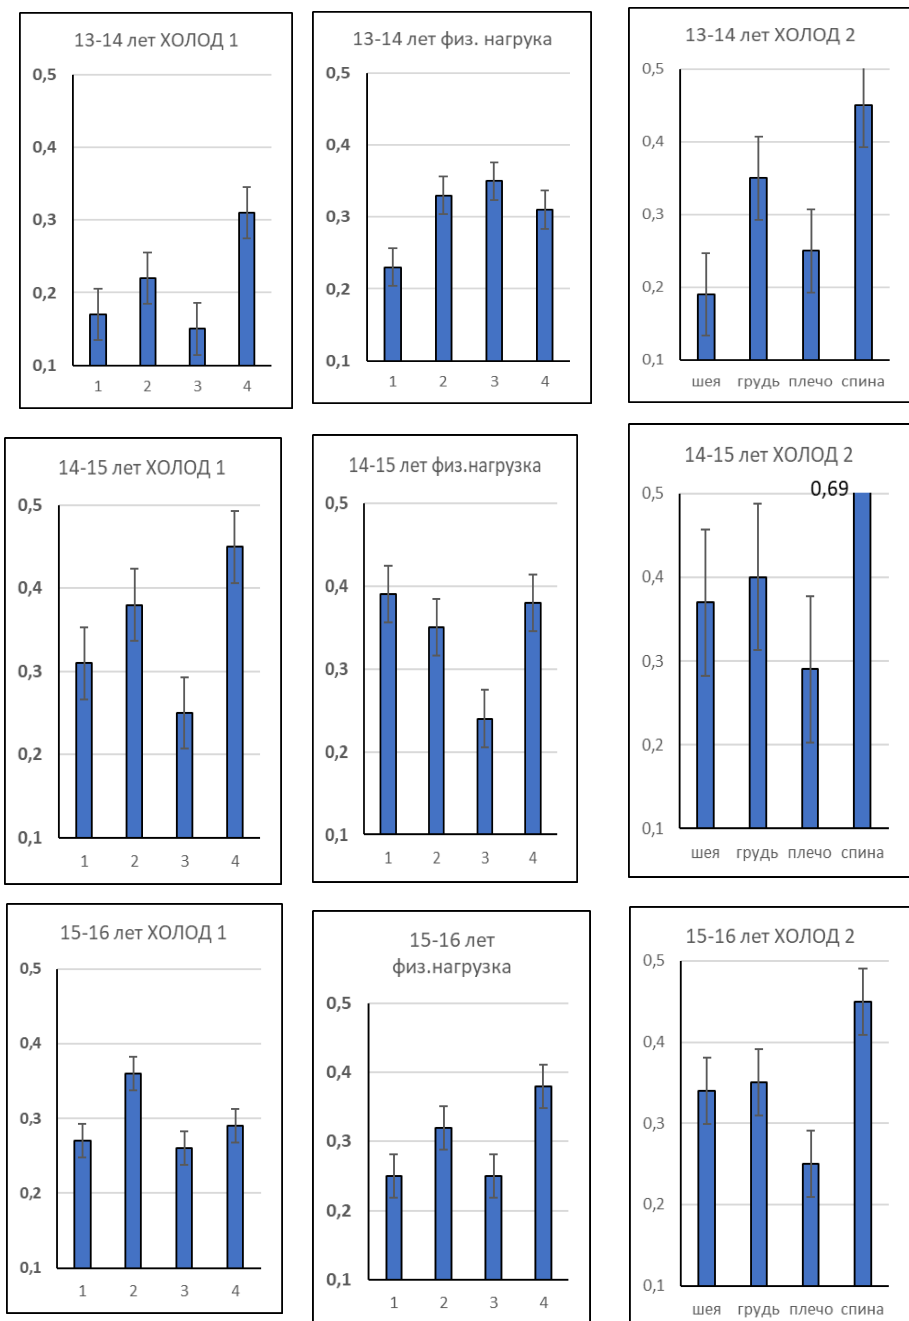 13-14 лет ХОЛОД 1
0,5
0,4
0,3
0,2
0,1
1 2 3 4
13-14 лет физ. нагрука
0,5
0,4
0,3
0,2
0,1
1 2 3 4
13-14 лет ХОЛОД 2
0,5
0,4
0,3
0,2
0,1
шея грудь плечо спина
14-15 лет ХОЛОД 1
0,5
0,4
0,3
0,2
0,1
1 2 3 4
14-15 лет физ.нагрузка
0,5
0,4
0,3
0,2
0,1
1 2 3 4
14-15 лет ХОЛОД 2
0,69
0,5
0,4
0,3
0,2
0,1
шея грудь плечо спина
15-16 лет ХОЛОД 1
0,5
0,4
0,3
0,2
0,1
1 2 3 4
15-16 лет
физ.нагрузка
0,5
0,4
0,3
0,2
0,1
1 2 3 4
15-16 лет ХОЛОД 2
0,5
0,4
0,3
0,2
0,1
шея грудь плечо спина